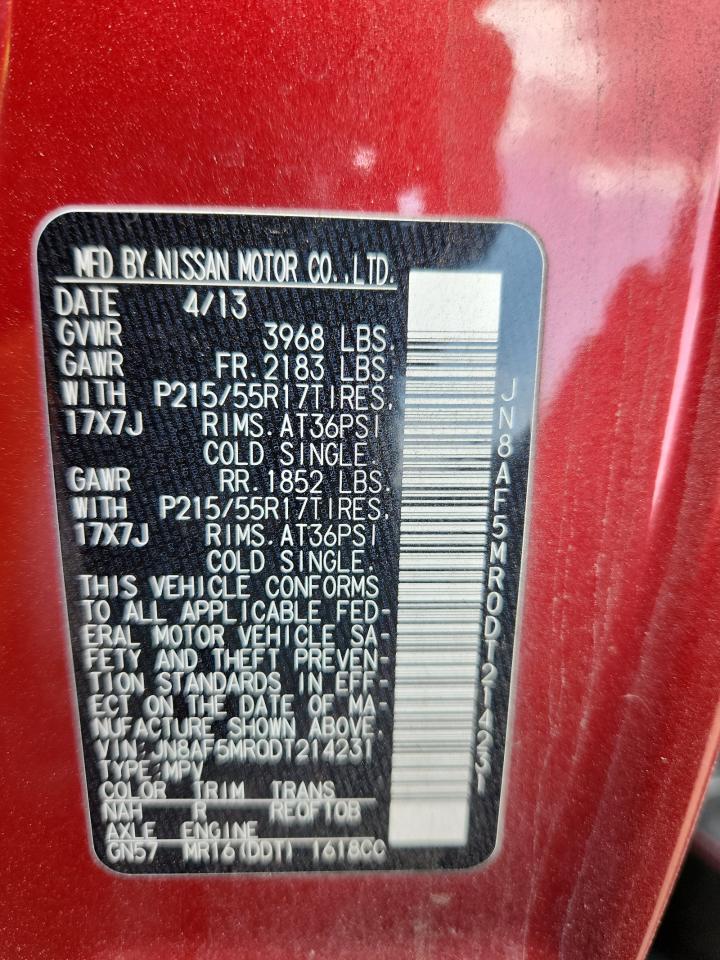 MFD BY.NISSAN MOTOR CO.,LTD.
DATE 4/13
GVWR 3968 LBS.
GAWR FR.2183 LBS.
WITH P215/55R17TIRES,
17X7J RIMS.AT36PSI
COLD SINGLE.
GAWR RR.1852 LBS.
WITH P215/55R17TIRES,
17X7J RIMS.AT36PSI
COLD SINGLE.
THIS VEHICLE CONFORMS
TO ALL APPLICABLE FED-
ERAL MOTOR VEHICLE SA-
FETY AND THEFT PREVEN-
TION STANDARDS IN EFF-
ECT ON THE DATE OF MA-
NUFACTURE SHOWN ABOVE.
VIN:JN8AF5MR0DT214231
TYPE:MPV
COLOR TRIM TRANS
NAH R RE0F10B
AXLE ENGINE
GN57 MR16(DDT) 1618CC
JN8AF5MR0DT214231